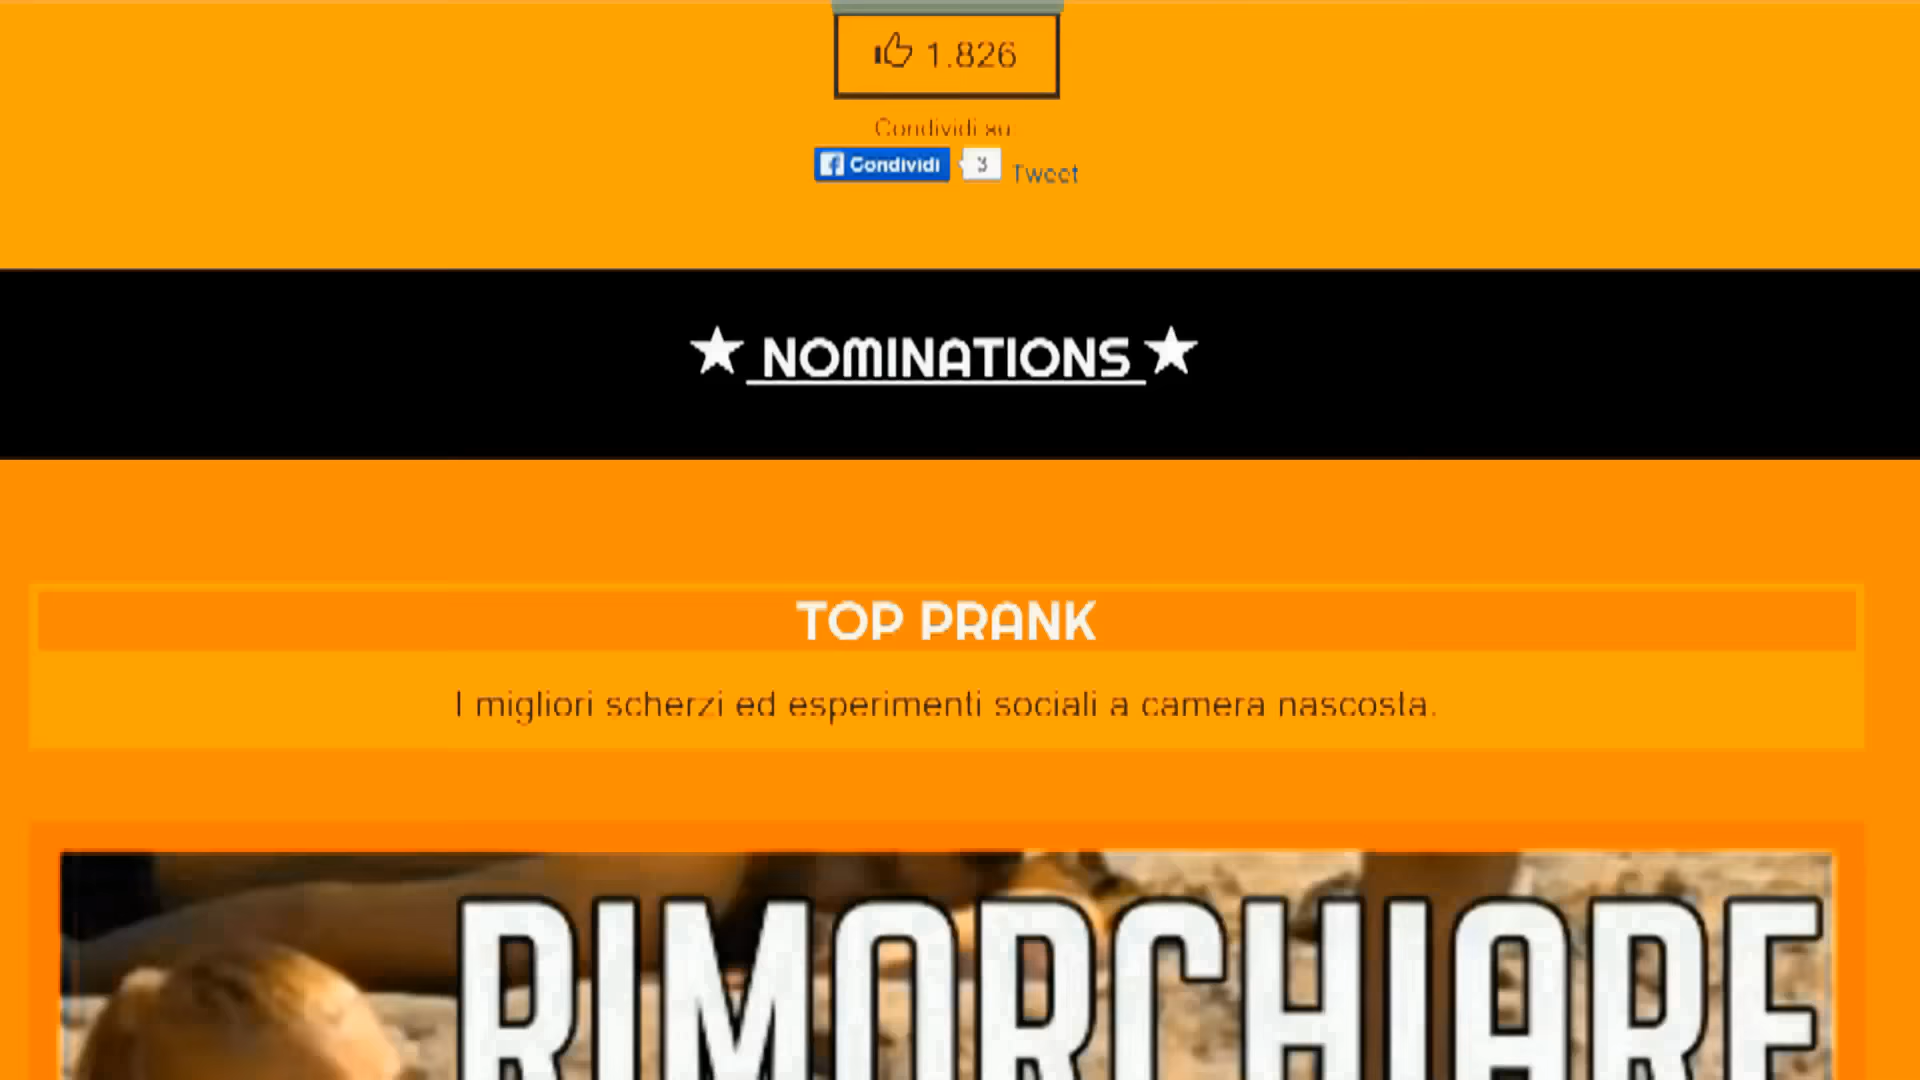 1.826
Condividi su
Condividi 3 Tweet
★ NOMINATIONS ★
TOP PRANK
I migliori scherzi ed esperimenti sociali a camera nascosta.
RIMORCHIARE